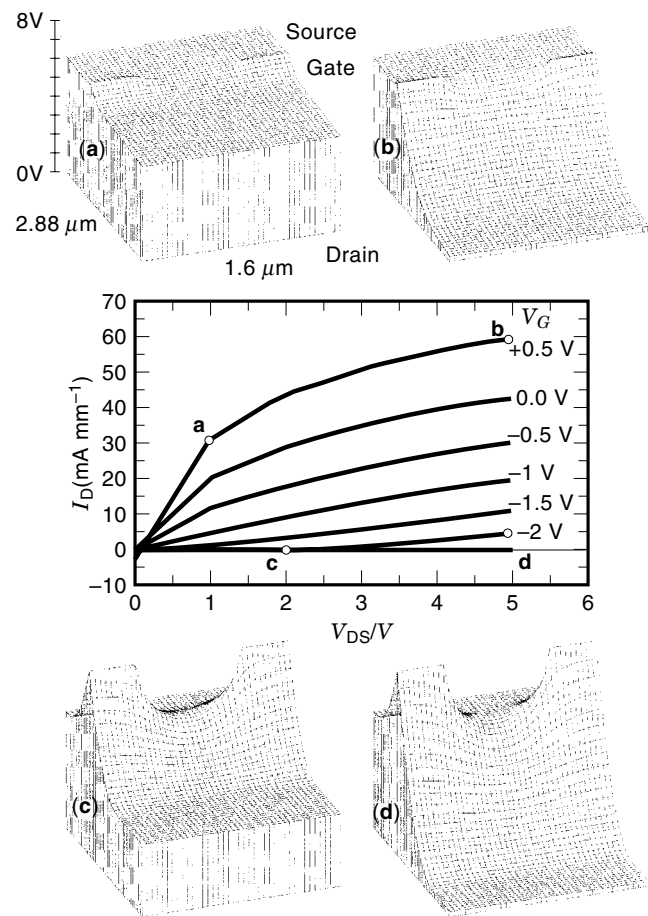 8V
Source
Gate
(a)
(b)
0V
2.88 μm
1.6 μm
Drain
70
60
50
40
30
20
10
0
−10
I_D(mA mm⁻¹)
b
V_G
+0.5 V
a
0.0 V
−0.5 V
−1 V
−1.5 V
−2 V
c
d
0 1 2 3 4 5 6
V_DS/V
(c)
(d)